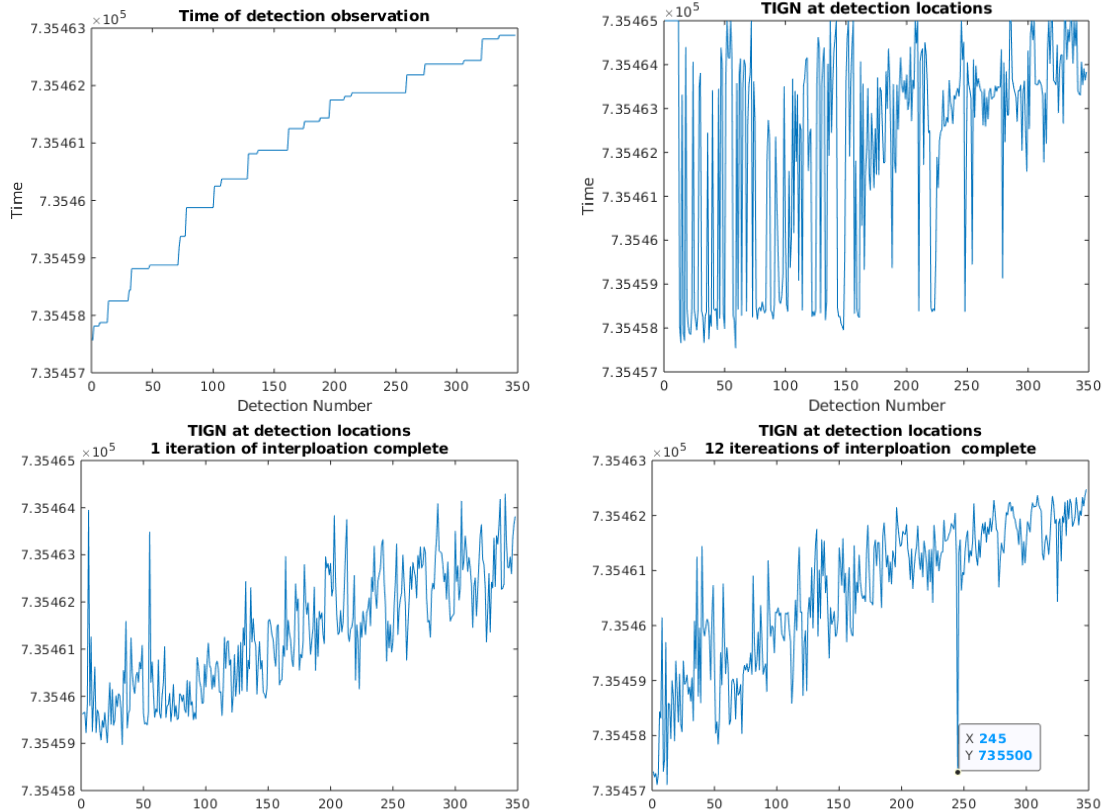 Time of detection observation
×10⁵
7.35463
7.35462
7.35461
7.3546
7.35459
7.35458
7.35457
Time
0 50 100 150 200 250 300 350
Detection Number
TIGN at detection locations
×10⁵
7.35465
7.35464
7.35463
7.35462
7.35461
7.3546
7.35459
7.35458
7.35457
Time
0 50 100 150 200 250 300 350
Detection Number
TIGN at detection locations
1 iteration of interploation complete
×10⁵
7.35465
7.35464
7.35463
7.35462
7.35461
7.3546
7.35459
7.35458
0 50 100 150 200 250 300 350
TIGN at detection locations
12 itereations of interploation complete
×10⁵
7.35463
7.35462
7.35461
7.3546
7.35459
7.35458
7.35457
X 245
Y 735500
0 50 100 150 200 250 300 350